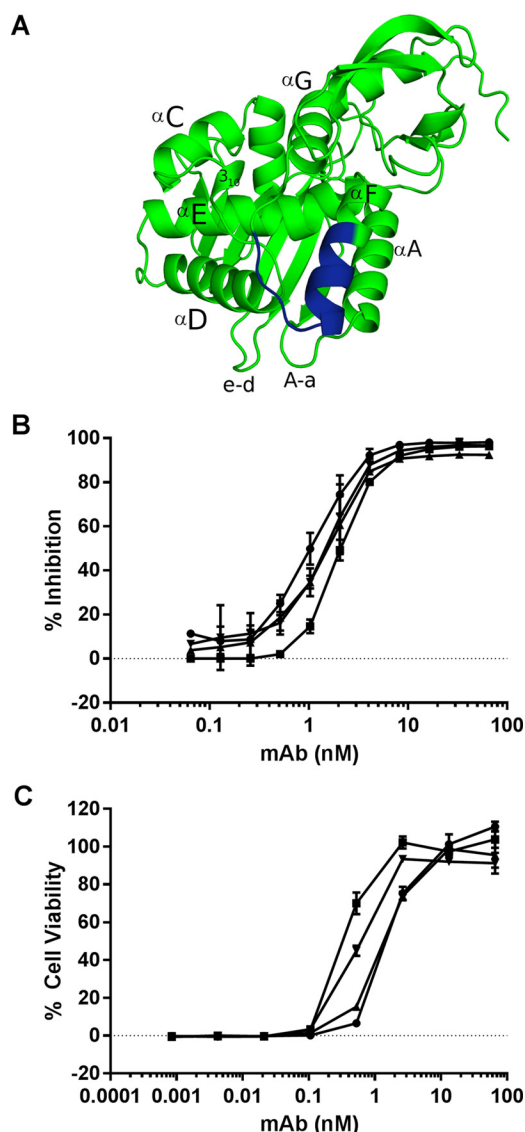 A
αG
αC
3₁₀
αF
αE
αA
αD
e-d
A-a
B
100
80
60
40
20
0
-20
% Inhibition
0.01
0.1
1
10
100
mAb (nM)
C
120
100
80
60
40
20
0
-20
% Cell Viability
0.0001
0.001
0.01
0.1
1
10
100
mAb (nM)